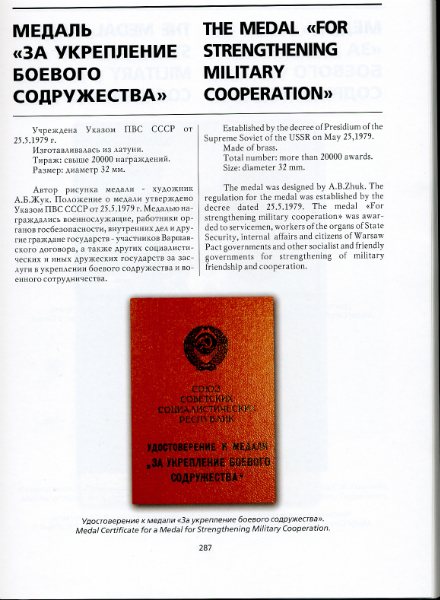 МЕДАЛЬ
«ЗА УКРЕПЛЕНИЕ
БОЕВОГО
СОДРУЖЕСТВА»
THE MEDAL «FOR
STRENGTHENING
MILITARY
COOPERATION»
Учреждена Указом ПВС СССР от
25.5.1979 г.
Изготавливалась из латуни.
Тираж: свыше 20000 награждений.
Размер: диаметр 32 мм.
Автор рисунка медали - художник
А.Б.Жук. Положение о медали утверждено
Указом ПВС СССР от 25.5.1979 г. Медалью на-
граждались военнослужащие, работники ор-
ганов госбезопасности, внутренних дел и дру-
гие граждане государств - участников Варшав-
ского договора, а также других социалисти-
ческих и иных дружеских государств за зас-
луги в укреплении боевого содружества и во-
енного сотрудничества.
Established by the decree of Presidium of the
Supreme Soviet of the USSR on May 25,1979.
Made of brass.
Total number: more than 20000 awards.
Size: diameter 32 mm.
The medal was designed by A.B.Zhuk. The
regulation for the medal was established by the
decree dated 25.5.1979. The medal «For
strengthening military cooperation» was awar-
ded to servicemen, workers of the organs of State
Security, internal affairs and citizens of Warsaw
Pact governments and other socialist and friendly
governments for strengthening of military
friendship and cooperation.
СОЮЗ
СОВЕТСКИХ
СОЦИАЛИСТИЧЕСКИХ
РЕСПУБЛИК
УДОСТОВЕРЕНИЕ К МЕДАЛИ
„ЗА УКРЕПЛЕНИЕ БОЕВОГО
СОДРУЖЕСТВА“
Удостоверение к медали «За укрепление боевого содружества».
Medal Certificate for a Medal for Strengthening Military Cooperation.
287